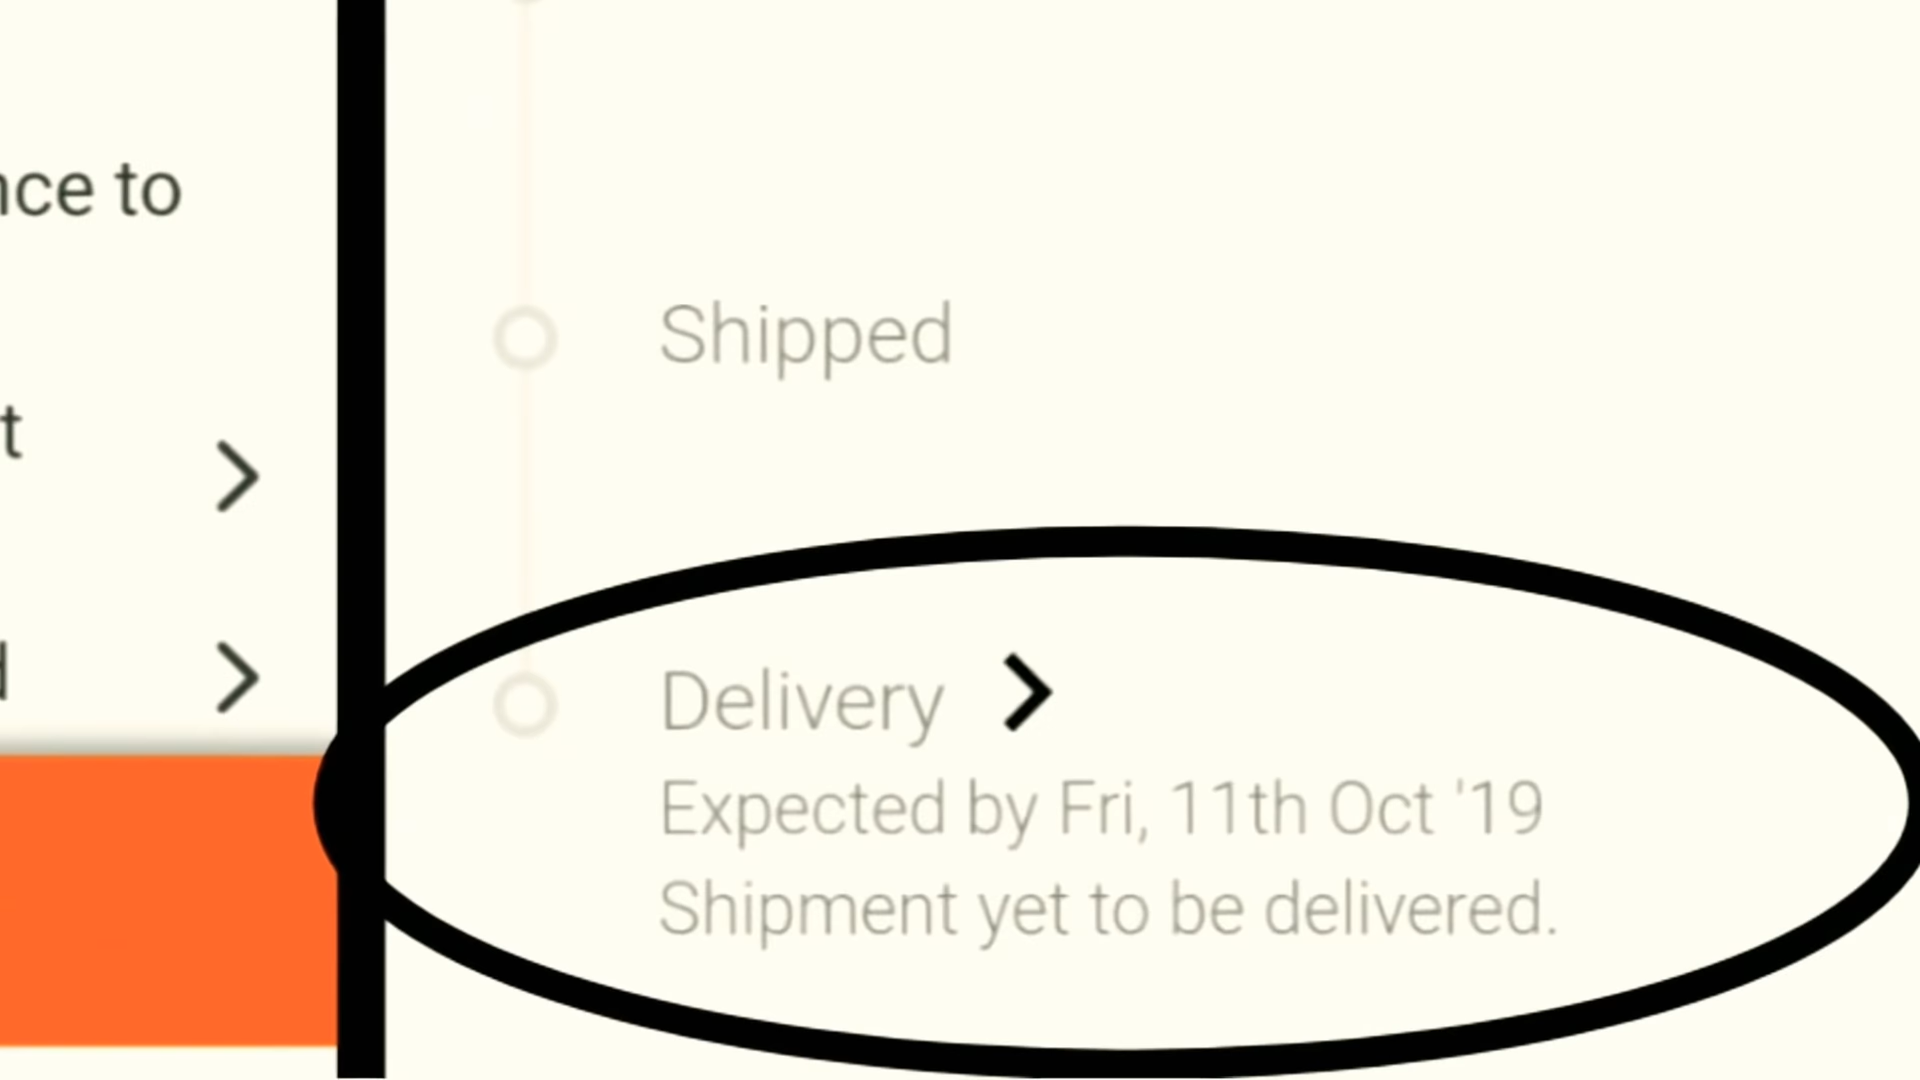 nce to
t
d
Shipped
Delivery
Expected by Fri, 11th Oct '19
Shipment yet to be delivered.